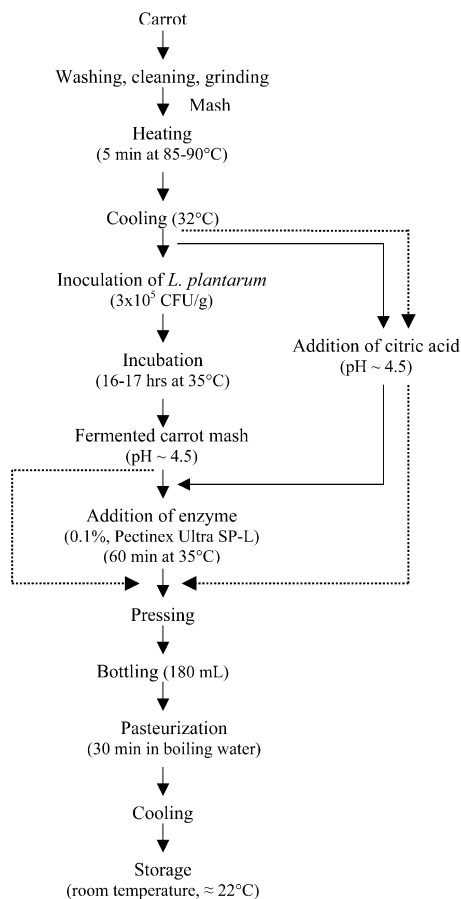 Carrot
Washing, cleaning, grinding
Mash
Heating
(5 min at 85-90°C)
Cooling (32°C)
Inoculation of L. plantarum
(3x10⁵ CFU/g)
Addition of citric acid
(pH ~ 4.5)
Incubation
(16-17 hrs at 35°C)
Fermented carrot mash
(pH ~ 4.5)
Addition of enzyme
(0.1%, Pectinex Ultra SP-L)
(60 min at 35°C)
Pressing
Bottling (180 mL)
Pasteurization
(30 min in boiling water)
Cooling
Storage
(room temperature, ≈ 22°C)